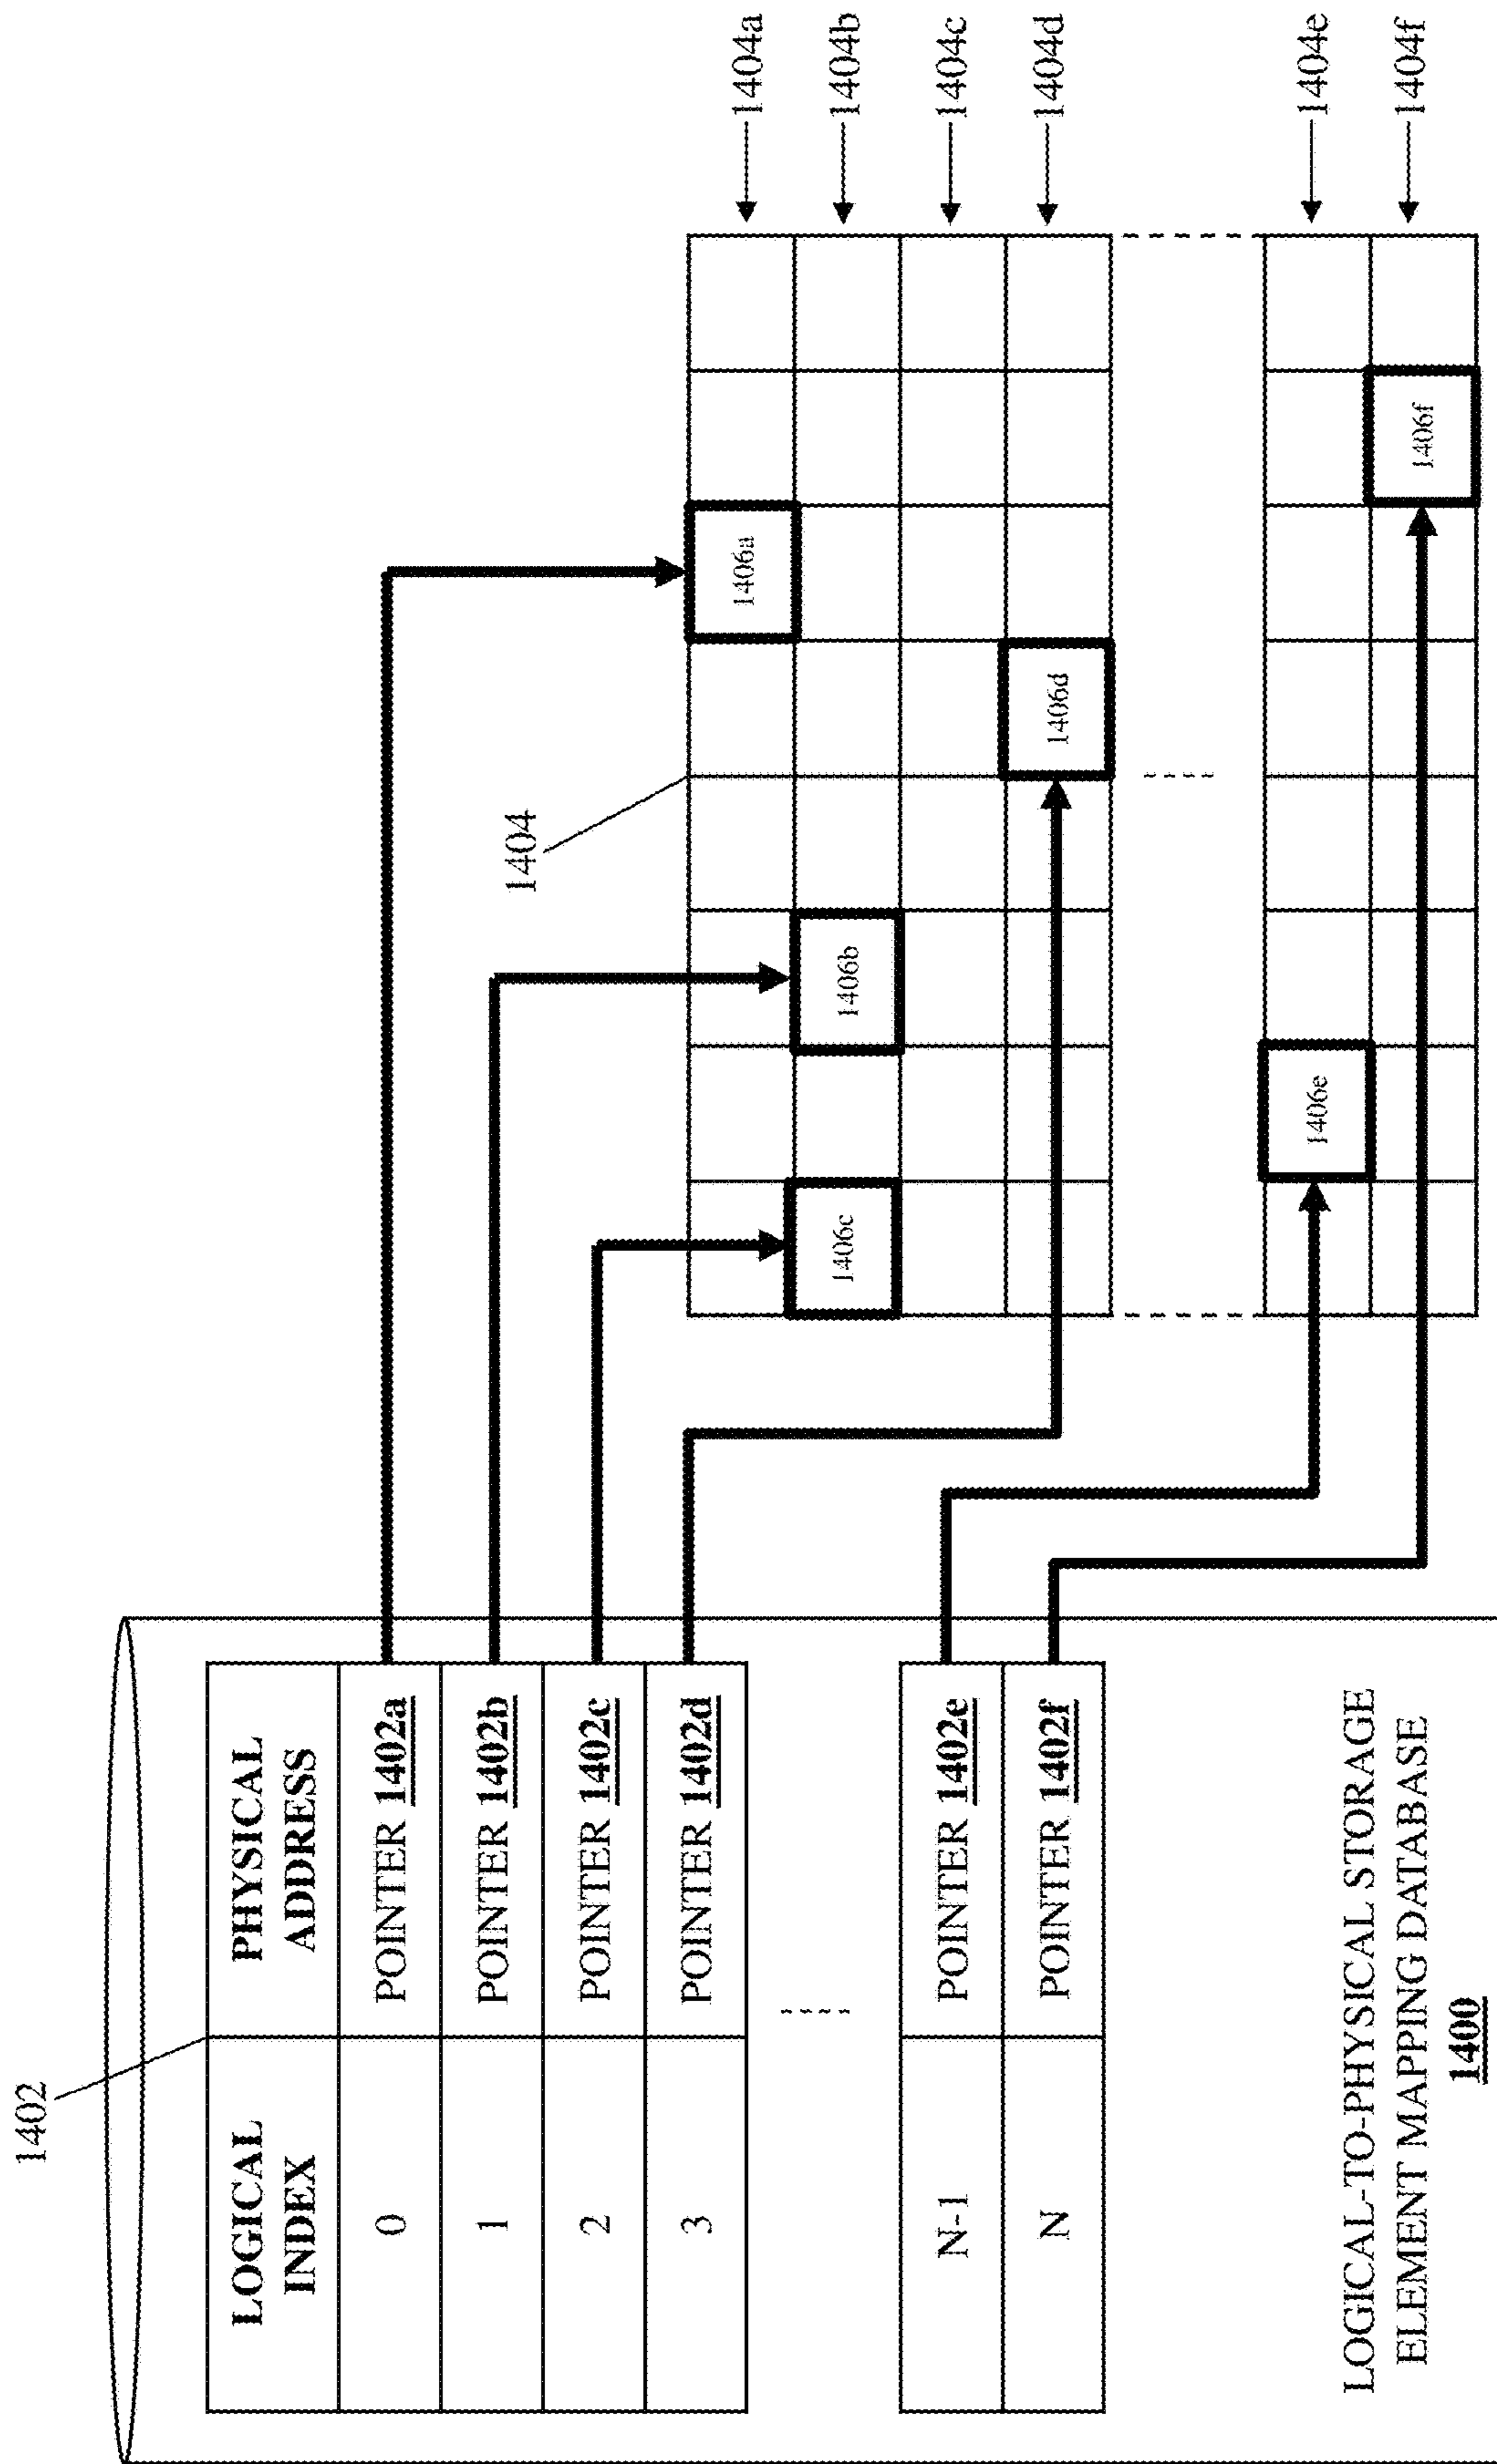 1402
LOGICAL INDEX
PHYSICAL ADDRESS
0
POINTER 1402a
1
POINTER 1402b
2
POINTER 1402c
3
POINTER 1402d
N-1
POINTER 1402e
N
POINTER 1402f
LOGICAL-TO-PHYSICAL STORAGE
ELEMENT MAPPING DATABASE
1400
1404
1406a
1406b
1406c
1406d
1406e
1406f
1404a
1404b
1404c
1404d
1404e
1404f